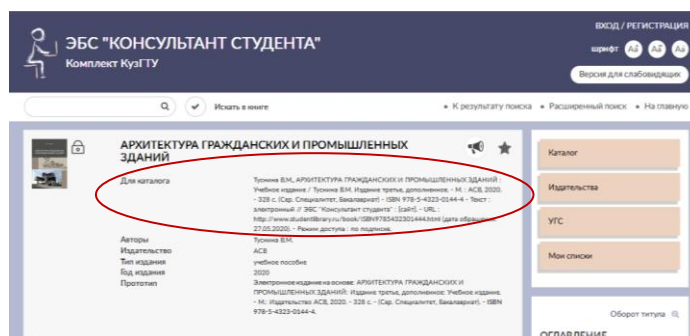 ВХОД / РЕГИСТРАЦИЯ
ЭБС "КОНСУЛЬТАНТ СТУДЕНТА"
Комплект КузГТУ
шрифт
Версия для слабовидящих
Искать в книге
• К результату поиска • Расширенный поиск • На главную
АРХИТЕКТУРА ГРАЖДАНСКИХ И ПРОМЫШЛЕННЫХ
ЗДАНИЙ
Для каталога
Туснина В.М., АРХИТЕКТУРА ГРАЖДАНСКИХ И ПРОМЫШЛЕННЫХ ЗДАНИЙ :
Учебное издание / Туснина В.М. Издание третье, дополненное. - М. : АСВ, 2020.
- 328 с. (Сер. Специалитет, Бакалавриат) - ISBN 978-5-4323-0144-4 - Текст :
электронный // ЭБС "Консультант студента" : [сайт]. - URL :
http://www.studentlibrary.ru/book/ISBN9785432301444.html (дата обращения:
27.05.2020). - Режим доступа : по подписке.
Авторы Туснина В.М.
Издательство АСВ
Тип издания учебное пособие
Год издания 2020
Прототип Электронное издание на основе: АРХИТЕКТУРА ГРАЖДАНСКИХ И
ПРОМЫШЛЕННЫХ ЗДАНИЙ: Издание третье, дополненное: Учебное издание.
- М.: Издательство АСВ, 2020. - 328 с. - (Сер. Специалитет, Бакалавриат). - ISBN
978-5-4323-0144-4.
Каталог
Издательства
УГС
Мои списки
Оборот титула
ОГЛАВЛЕНИЕ